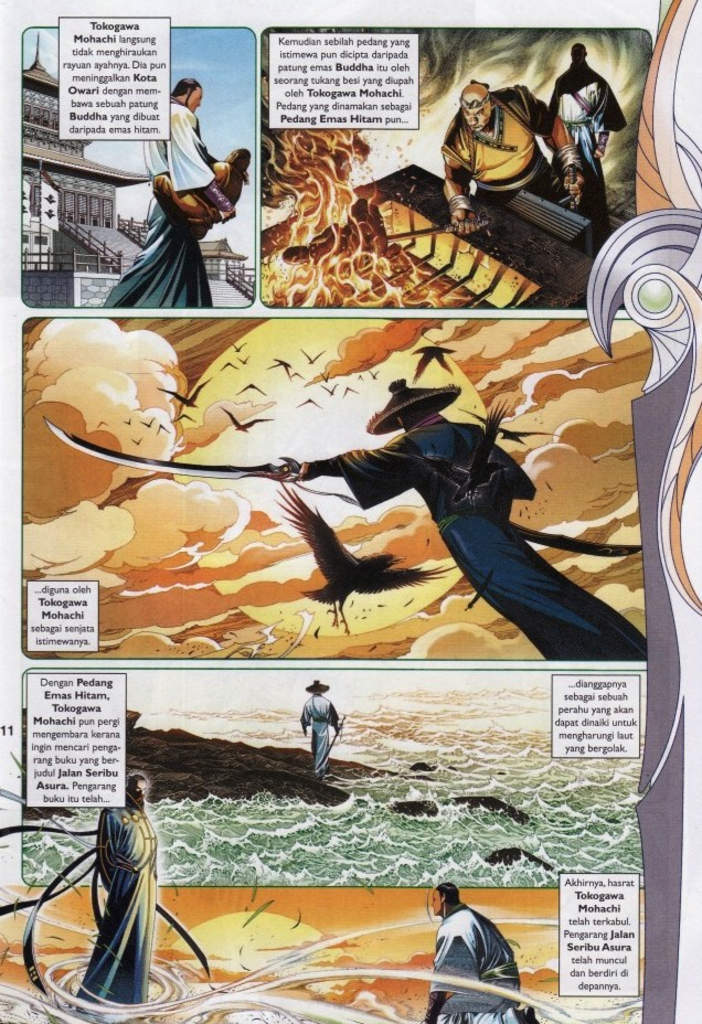 Tokogawa
Mohachi langsung
tidak menghiraukan
rayuan ayahnya. Dia pun
meninggalkan Kota
Owari dengan mem-
bawa sebuah patung
Buddha yang dibuat
daripada emas hitam.
Kemudian sebilah pedang yang
istimewa pun dicipta daripada
patung emas Buddha itu oleh
seorang tukang besi yang diupah
oleh Tokogawa Mohachi.
Pedang yang dinamakan sebagai
Pedang Emas Hitam pun...
...diguna oleh
Tokogawa
Mohachi
sebagai senjata
istimewanya.
Dengan Pedang
Emas Hitam,
Tokogawa
Mohachi pun pergi
mengembara kerana
ingin mencari penga-
rang buku yang ber-
judul Jalan Seribu
Asura. Pengarang
buku itu telah...
...dianggapnya
sebagai sebuah
perahu yang akan
dapat dinaiki untuk
mengharungi laut
yang bergolak.
11
Akhirnya, hasrat
Tokogawa
Mohachi
telah terkabul.
Pengarang Jalan
Seribu Asura
telah muncul
dan berdiri di
depannya.